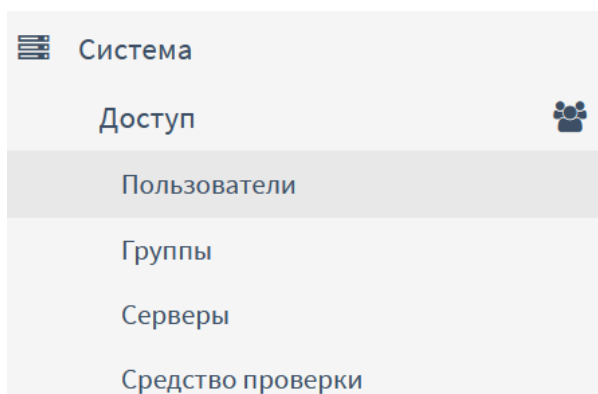 Система
Доступ
Пользователи
Группы
Серверы
Средство проверки